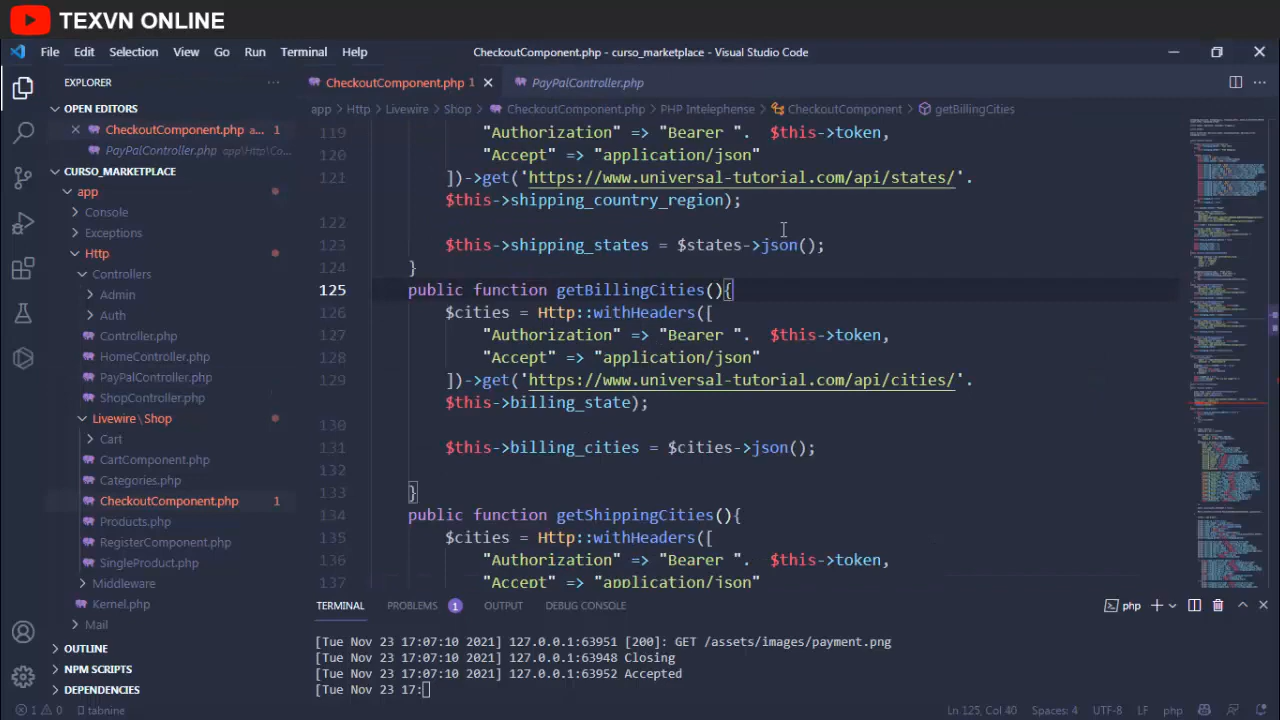 TEXVN ONLINE
File Edit Selection View Go Run Terminal Help
CheckoutComponent.php - curso_marketplace - Visual Studio Code
EXPLORER
CheckoutComponent.php 1
PayPalController.php
OPEN EDITORS
CheckoutComponent.php a... 1
PayPalController.php app\Http\Co...
CURSO_MARKETPLACE
app
Console
Exceptions
Http
Controllers
Admin
Auth
Controller.php
HomeController.php
PayPalController.php
ShopController.php
Livewire\Shop
Cart
CartComponent.php
Categories.php
CheckoutComponent.php 1
Products.php
RegisterComponent.php
SingleProduct.php
Middleware
Kernel.php
Mail
OUTLINE
NPM SCRIPTS
DEPENDENCIES
app > Http > Livewire > Shop > CheckoutComponent.php > PHP Intelephense > CheckoutComponent > getBillingCities
119 "Authorization" => "Bearer ". $this->token,
120 "Accept" => "application/json"
121 ])->get('https://www.universal-tutorial.com/api/states/'.
$this->shipping_country_region);
122
123 $this->shipping_states = $states->json();
124 }
125 public function getBillingCities(){
126 $cities = Http::withHeaders([
127 "Authorization" => "Bearer ". $this->token,
128 "Accept" => "application/json"
129 ])->get('https://www.universal-tutorial.com/api/cities/'.
$this->billing_state);
130
131 $this->billing_cities = $cities->json();
132
133 }
134 public function getShippingCities(){
135 $cities = Http::withHeaders([
136 "Authorization" => "Bearer ". $this->token,
137 "Accept" => "application/json"
TERMINAL PROBLEMS 1 OUTPUT DEBUG CONSOLE
php
[Tue Nov 23 17:07:10 2021] 127.0.0.1:63951 [200]: GET /assets/images/payment.png
[Tue Nov 23 17:07:10 2021] 127.0.0.1:63948 Closing
[Tue Nov 23 17:07:10 2021] 127.0.0.1:63952 Accepted
[Tue Nov 23 17:
1 0 tabnine
Ln 125, Col 40 Spaces: 4 UTF-8 LF php